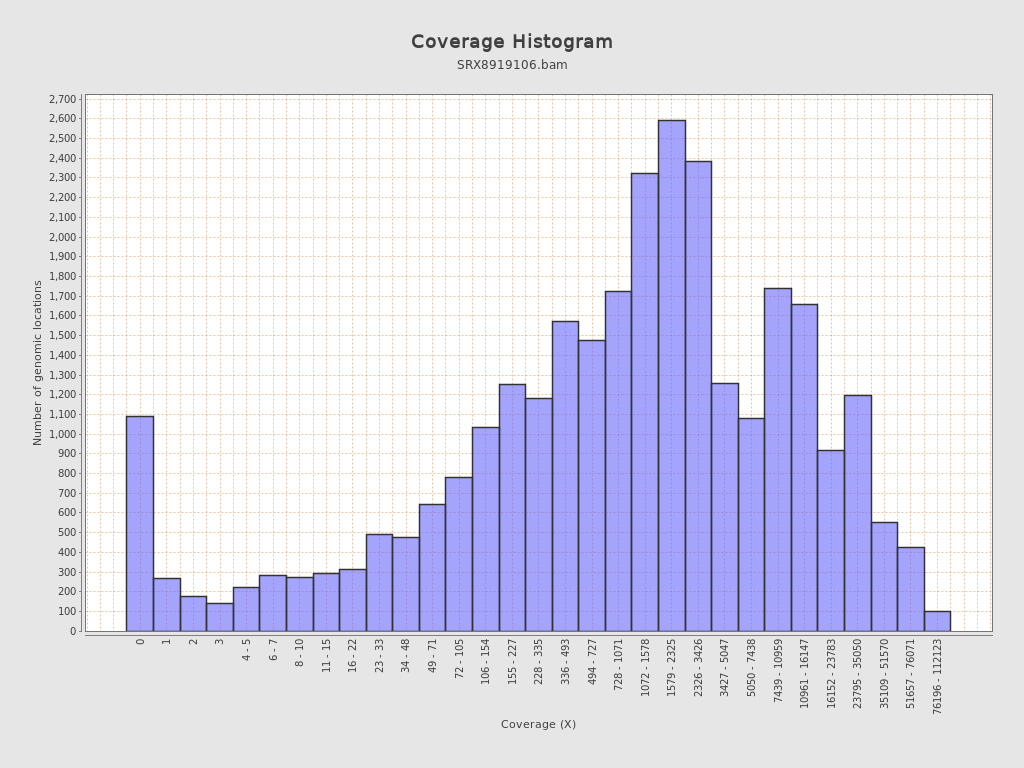 Coverage Histogram
SRX8919106.bam
Number of genomic locations
2,700
2,600
2,500
2,400
2,300
2,200
2,100
2,000
1,900
1,800
1,700
1,600
1,500
1,400
1,300
1,200
1,100
1,000
900
800
700
600
500
400
300
200
100
0
0
1
2
3
4 - 5
6 - 7
8 - 10
11 - 15
16 - 22
23 - 33
34 - 48
49 - 71
72 - 105
106 - 154
155 - 227
228 - 335
336 - 493
494 - 727
728 - 1071
1072 - 1578
1579 - 2325
2326 - 3426
3427 - 5047
5050 - 7438
7439 - 10959
10961 - 16147
16152 - 23783
23795 - 35050
35109 - 51570
51657 - 76071
76196 - 112123
Coverage (X)